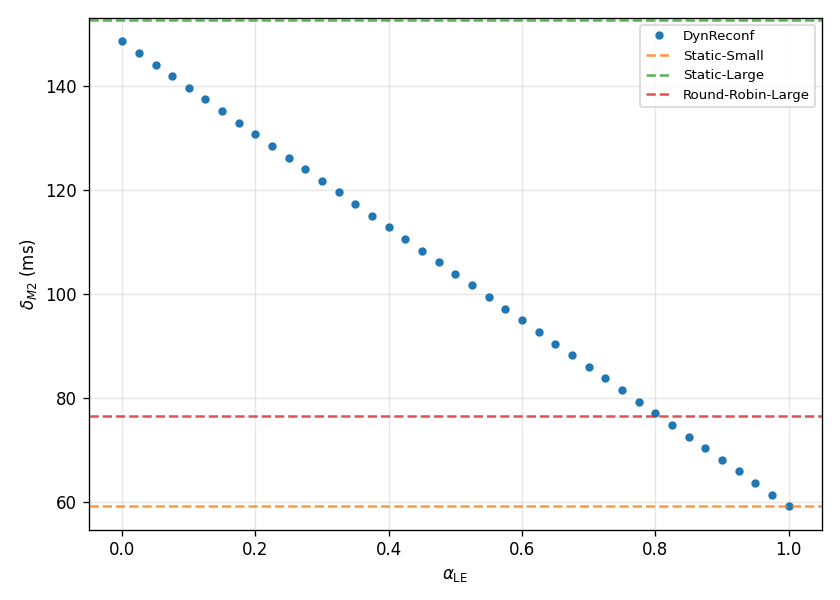 DynReconf
Static-Small
Static-Large
Round-Robin-Large
δM2 (ms)
140
120
100
80
60
0.0 0.2 0.4 0.6 0.8 1.0
αLE